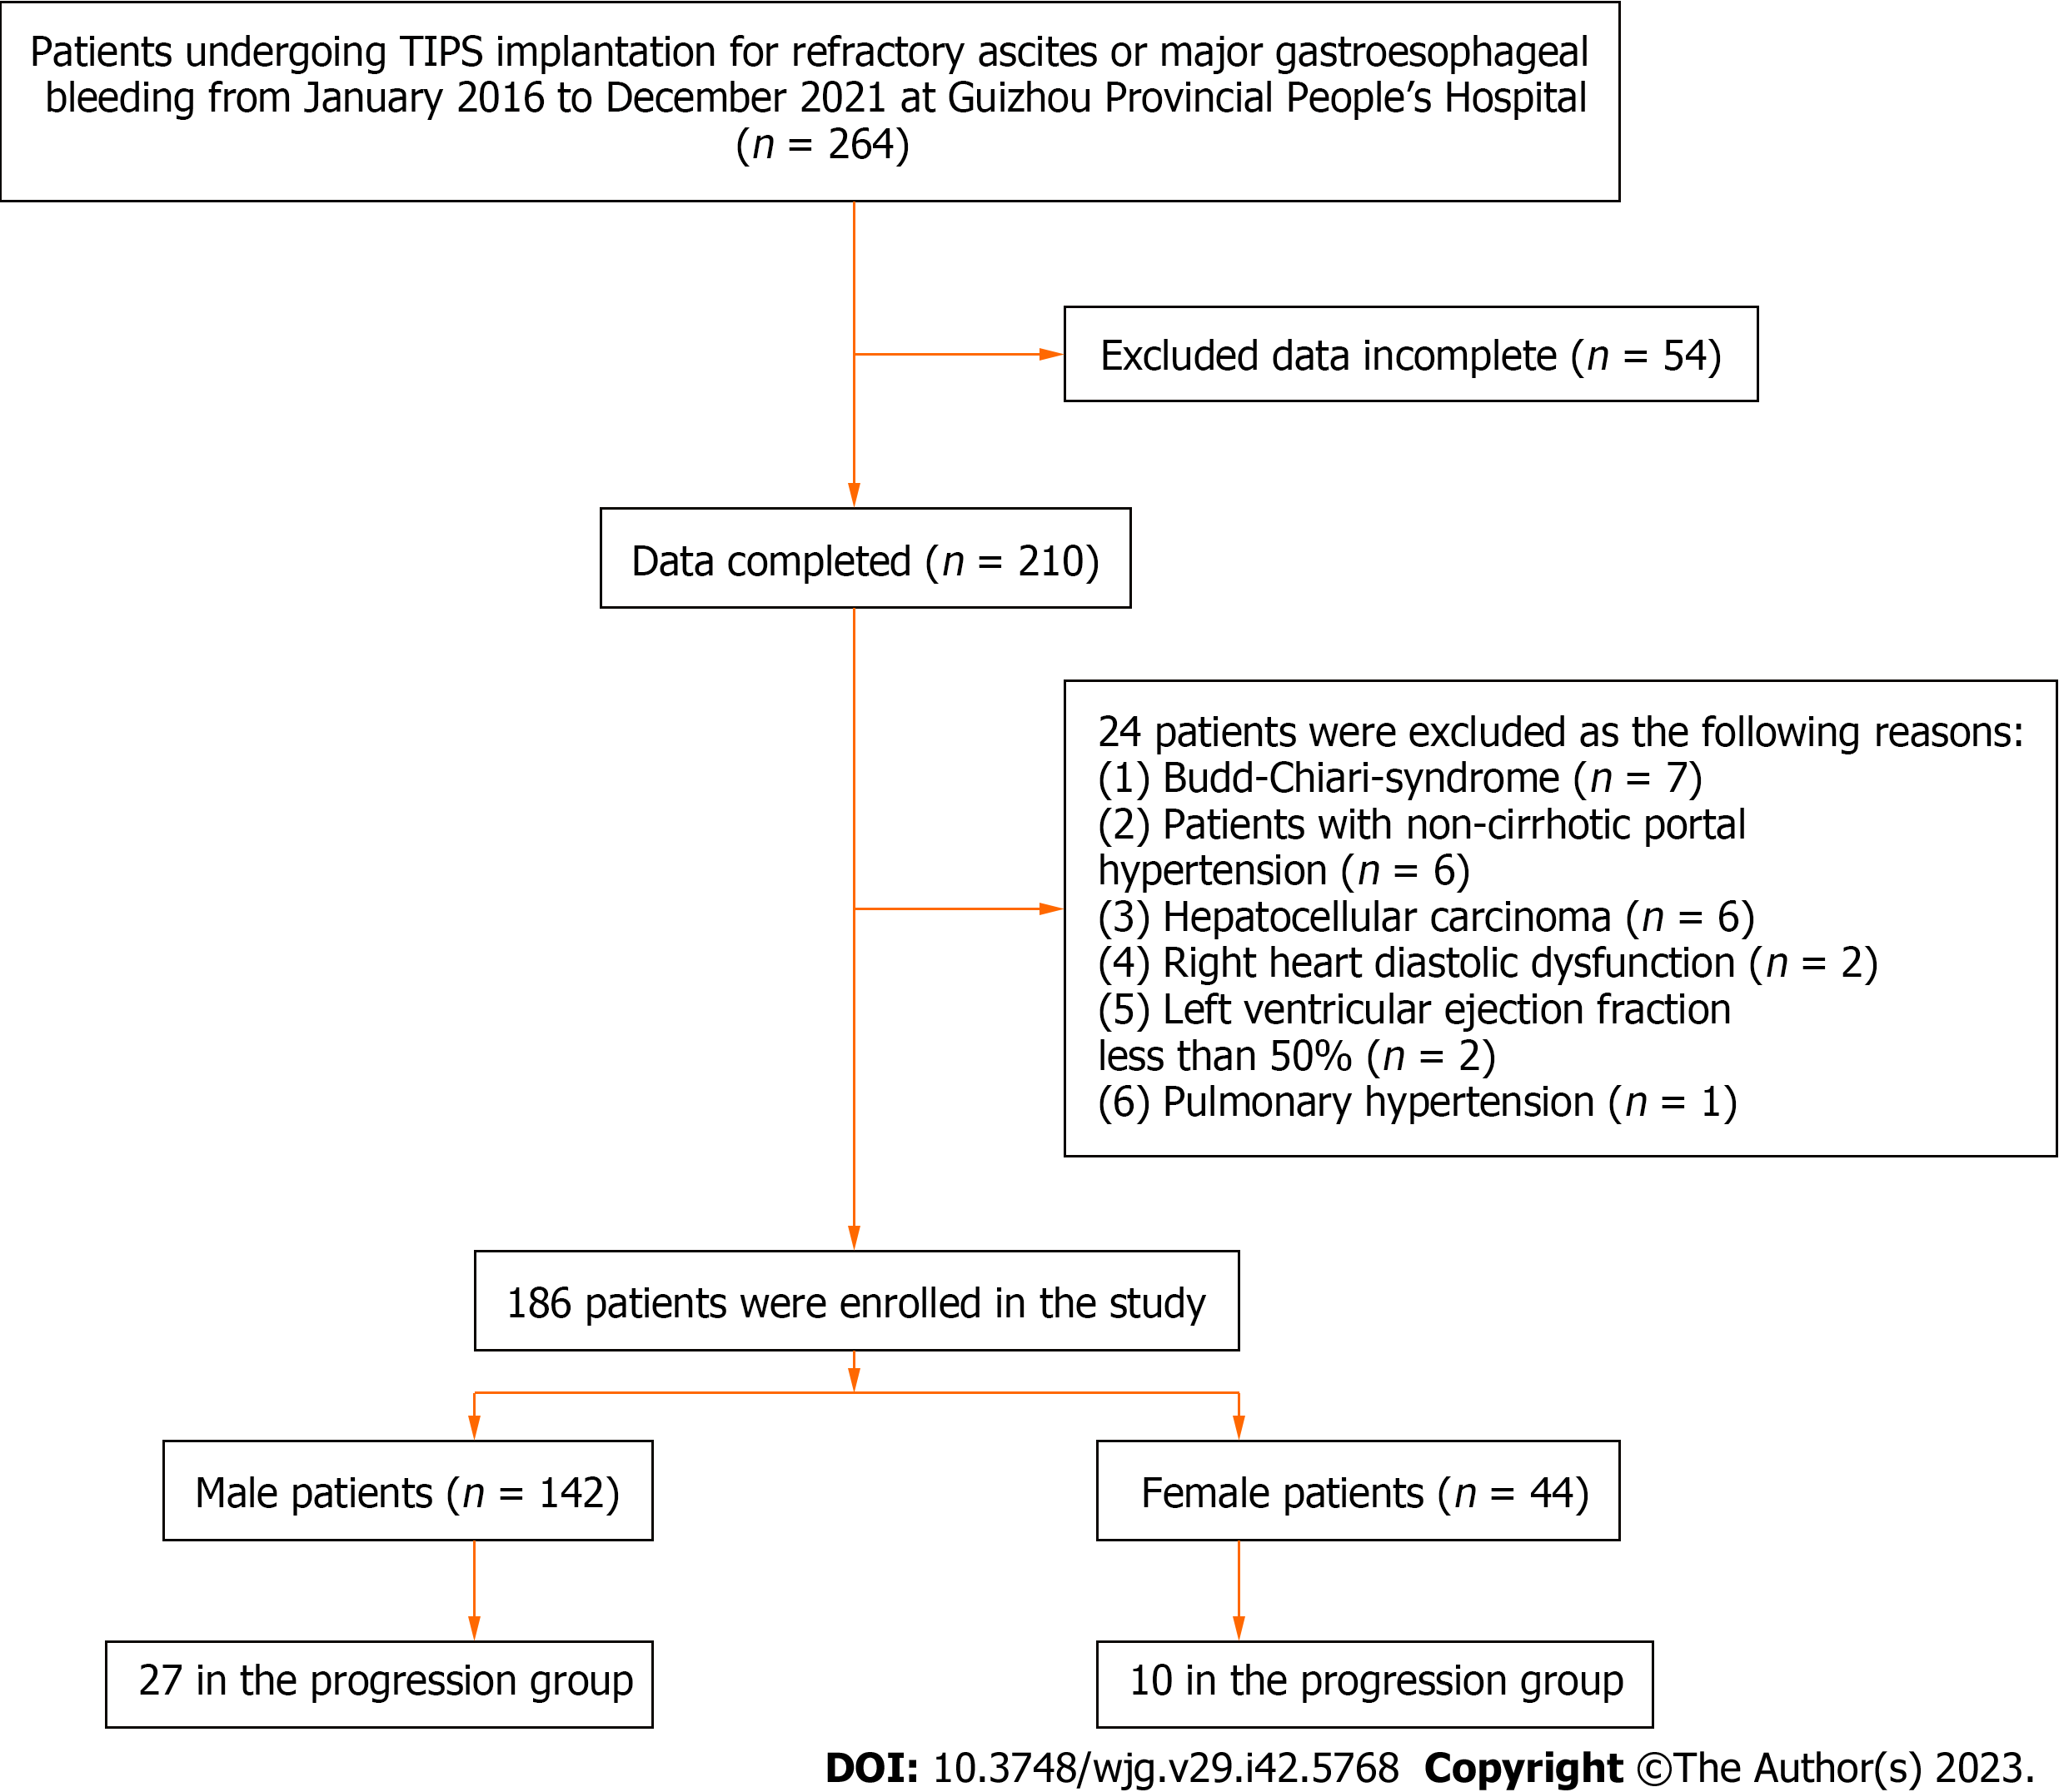 Patients undergoing TIPS implantation for refractory ascites or major gastroesophageal
bleeding from January 2016 to December 2021 at Guizhou Provincial People’s Hospital
(n = 264)
Excluded data incomplete (n = 54)
Data completed (n = 210)
24 patients were excluded as the following reasons:
(1) Budd-Chiari-syndrome (n = 7)
(2) Patients with non-cirrhotic portal
hypertension (n = 6)
(3) Hepatocellular carcinoma (n = 6)
(4) Right heart diastolic dysfunction (n = 2)
(5) Left ventricular ejection fraction
less than 50% (n = 2)
(6) Pulmonary hypertension (n = 1)
186 patients were enrolled in the study
Male patients (n = 142)
Female patients (n = 44)
27 in the progression group
10 in the progression group
DOI: 10.3748/wjg.v29.i42.5768 Copyright ©The Author(s) 2023.